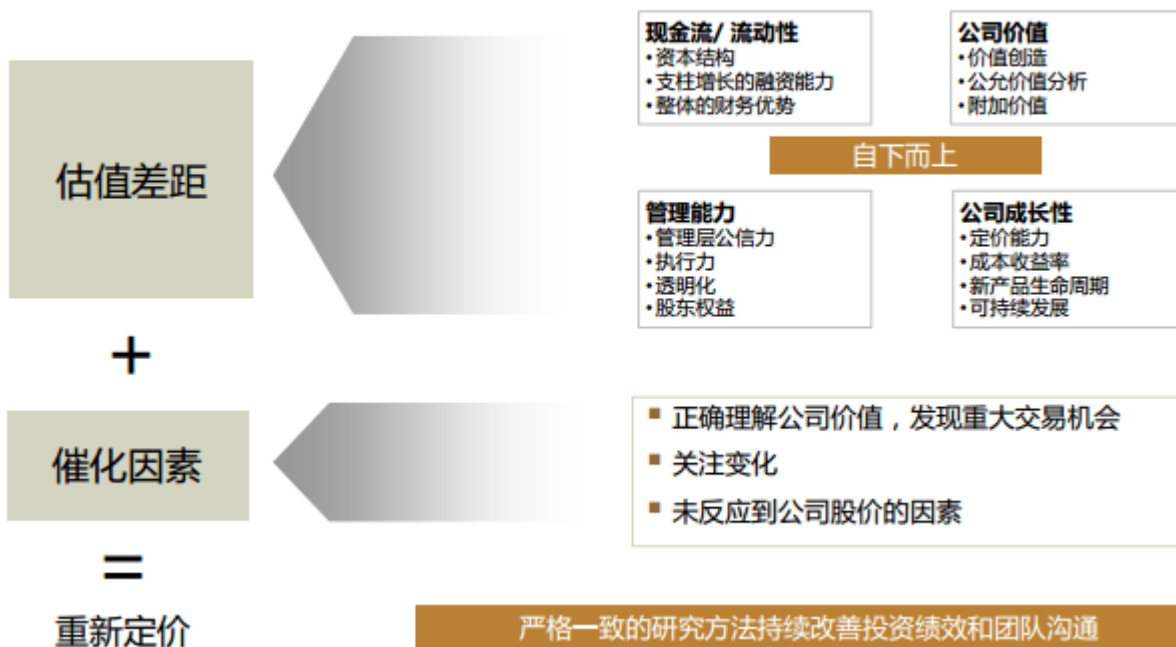 现金流/ 流动性
•资本结构
•支柱增长的融资能力
•整体的财务优势
公司价值
•价值创造
•公允价值分析
•附加价值
自下而上
估值差距
管理能力
•管理层公信力
•执行力
•透明化
•股东权益
公司成长性
•定价能力
•成本收益率
•新产品生命周期
•可持续发展
+
催化因素
▪ 正确理解公司价值，发现重大交易机会
▪ 关注变化
▪ 未反应到公司股价的因素
=
重新定价
严格一致的研究方法持续改善投资绩效和团队沟通